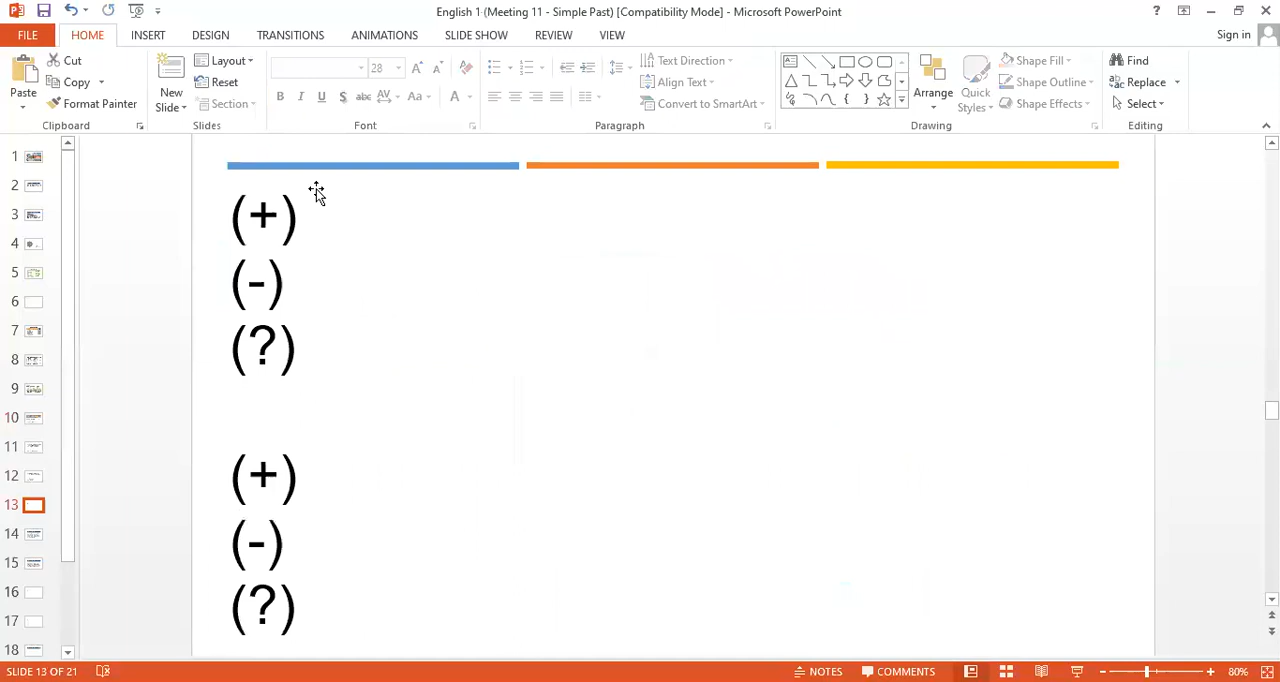 English 1 (Meeting 11 - Simple Past) [Compatibility Mode] - Microsoft PowerPoint
FILE HOME INSERT DESIGN TRANSITIONS ANIMATIONS SLIDE SHOW REVIEW VIEW Sign in
Paste
Cut
Copy
Format Painter
Clipboard
New Slide
Layout
Reset
Section
Slides
28
B I U S abc AV Aa A
Font
Text Direction
Align Text
Convert to SmartArt
Paragraph
Arrange
Quick Styles
Shape Fill
Shape Outline
Shape Effects
Drawing
Find
Replace
Select
Editing
1
2
3
4
5
6
7
8
9
10
11
12
13
14
15
16
17
18
(+)
(-)
(?)
(+)
(-)
(?)
SLIDE 13 OF 21 NOTES COMMENTS 80%